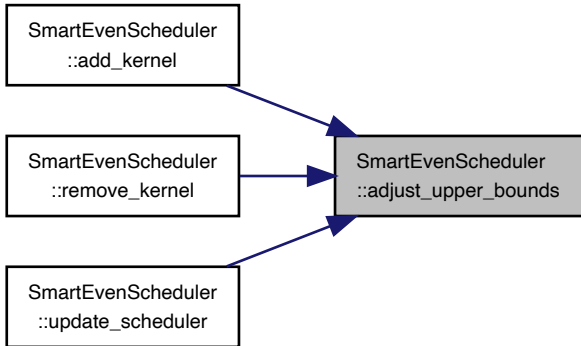 SmartEvenScheduler
::add_kernel
SmartEvenScheduler
::remove_kernel
SmartEvenScheduler
::adjust_upper_bounds
SmartEvenScheduler
::update_scheduler